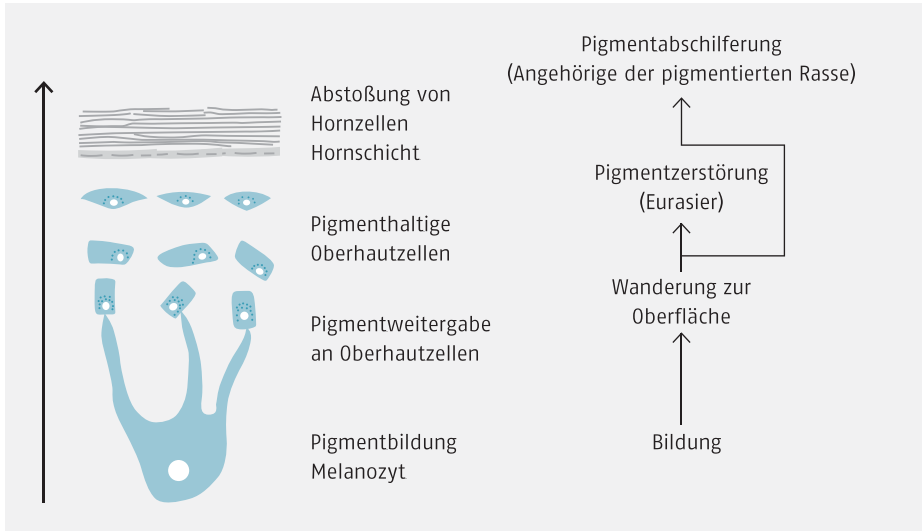 Abstoßung von
Hornzellen
Hornschicht
Pigmenthaltige
Oberhautzellen
Pigmentweitergabe
an Oberhautzellen
Pigmentbildung
Melanozyt
Pigmentabschilferung
(Angehörige der pigmentierten Rasse)
Pigmentzerstörung
(Eurasier)
Wanderung zur
Oberfläche
Bildung